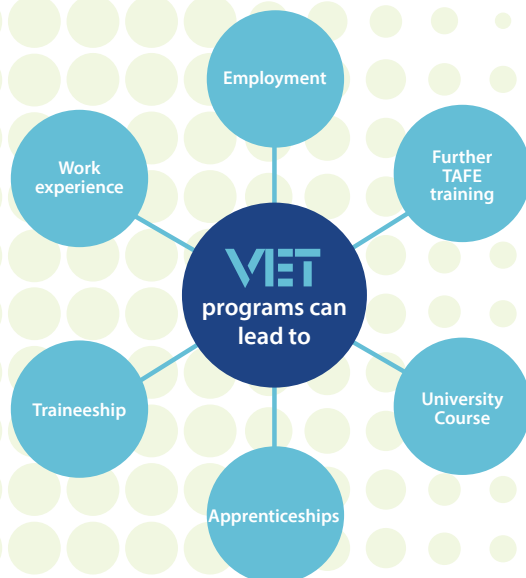 Employment
Work
experience
Further
TAFE
training
VET
programs can
lead to
Traineeship
University
Course
Apprenticeships